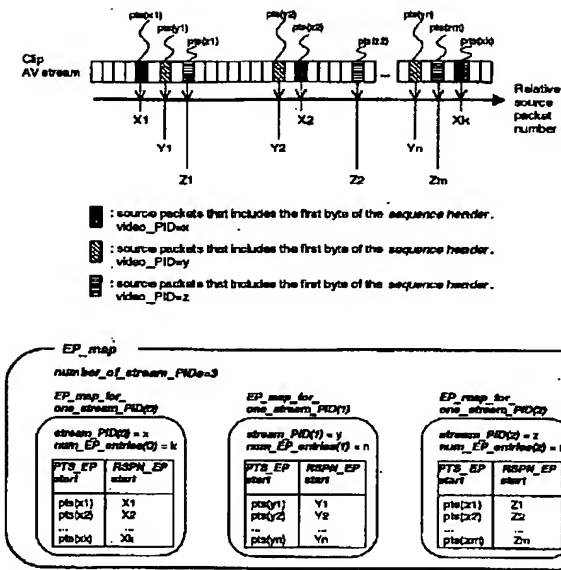 pts(x1)
pts(y1)
pts(z1)
pts(y2)
pts(x2)
pts(z2)
pts(yn)
pts(zm)
pts(xk)
Clip
AV stream
...
Relative
source
packet
number
X1
Y1
Z1
Y2
X2
Z2
Yn
Zm
Xk
: source packets that includes the first byte of the sequence header.
video_PID=x
: source packets that includes the first byte of the sequence header.
video_PID=y
: source packets that includes the first byte of the sequence header.
video_PID=z
EP_map
number_of_stream_PIDs=3
EP_map_for_
one_stream_PID(0)
stream_PID(0) = x
num_EP_entries(0) = k
PTS_EP RSPN_EP
start start
pts(x1) X1
pts(x2) X2
... ...
pts(xk) Xk
EP_map_for_
one_stream_PID(1)
stream_PID(1) = y
num_EP_entries(1) = n
PTS_EP RSPN_EP
start start
pts(y1) Y1
pts(y2) Y2
... ...
pts(yn) Yn
EP_map_for_
one_stream_PID(2)
stream_PID(2) = z
num_EP_entries(2) =
PTS_EP RSPN_EP
start start
pts(z1) Z1
pts(z2) Z2
... ...
pts(zm) Zm